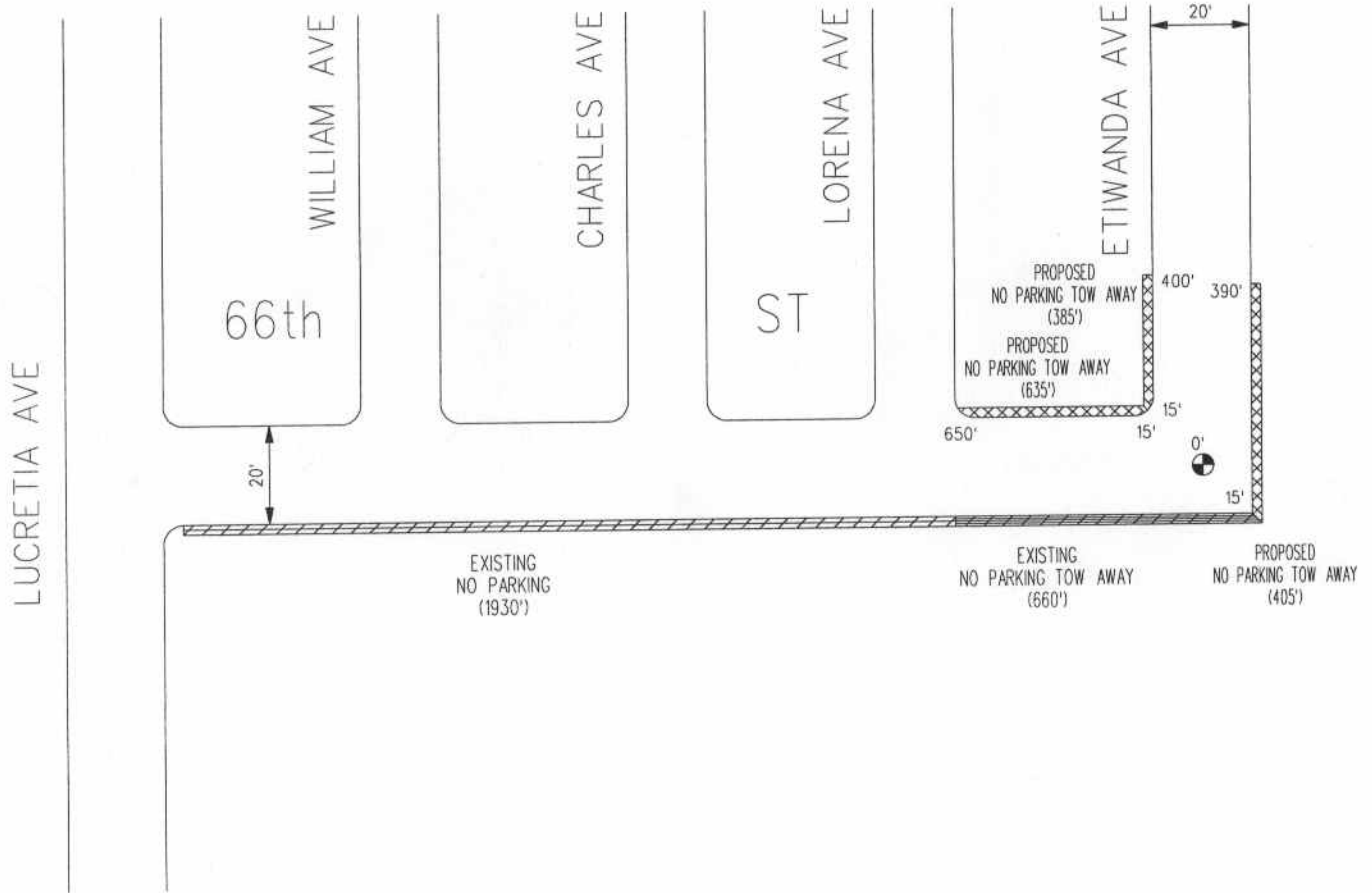 20'
WILLIAM AVE
CHARLES AVE
LORENA AVE
ETIWANDA AVE
PROPOSED
NO PARKING TOW AWAY
(385')
400'
390'
66th
ST
PROPOSED
NO PARKING TOW AWAY
(635')
LUCRETIA AVE
650'
15'
15'
0'
20'
15'
EXISTING
NO PARKING
(1930')
EXISTING
NO PARKING TOW AWAY
(660')
PROPOSED
NO PARKING TOW AWAY
(405')